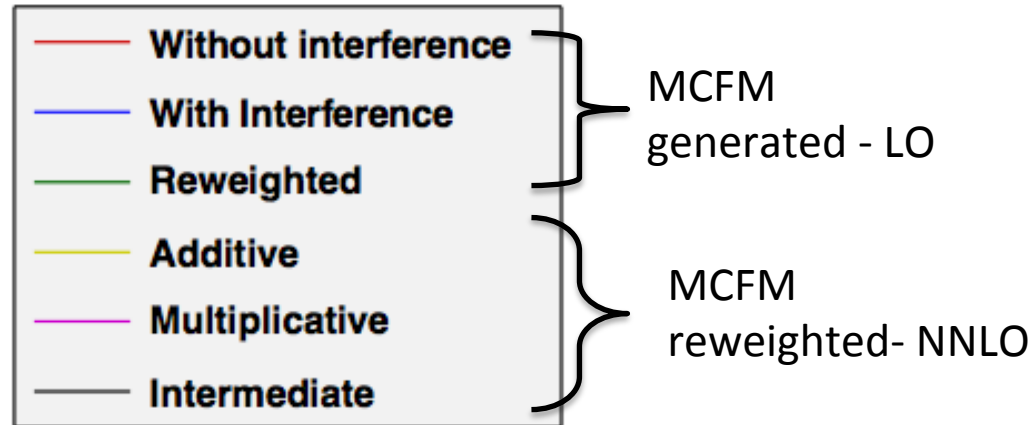 Without interference
With Interference
Reweighted
Additive
Multiplicative
Intermediate
MCFM
generated - LO
MCFM
reweighted- NNLO